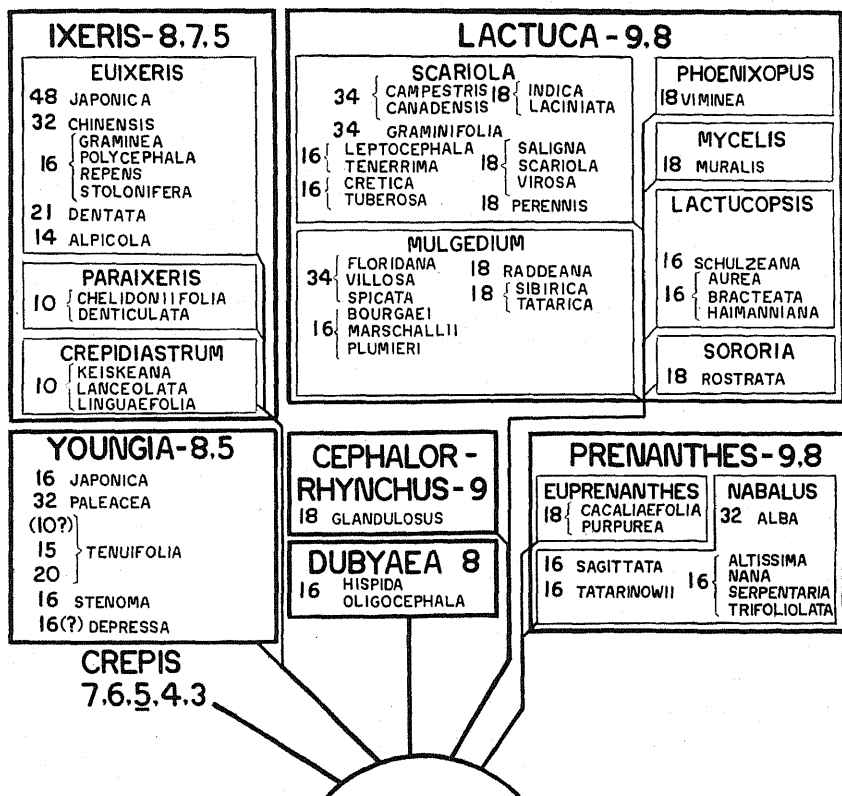 IXERIS-8,7,5
EUIXERIS
48 JAPONICA
32 CHINENSIS
16 GRAMINEA
POLYCEPHALA
REPENS
STOLONIFERA
21 DENTATA
14 ALPICOLA
PARAIXERIS
10 CHELIDONIIFOLIA
DENTICULATA
CREPIDIASTRUM
10 KEISKEANA
LANCEOLATA
LINGUAEFOLIA
LACTUCA-9,8
SCARIOLA
34 CAMPESTRIS
CANADENSIS
18 INDICA
LACINIATA
34 GRAMINIFOLIA
16 LEPTOCEPHALA
TENERRIMA
16 CRETICA
TUBEROSA
18 SALIGNA
SCARIOLA
VIROSA
18 PERENNIS
MULGEDIUM
34 FLORIDANA
VILLOSA
SPICATA
16 BOURGAEI
MARSCHALLII
PLUMIERI
18 RADDEANA
18 SIBIRICA
TATARICA
PHOENIXOPUS
18 VIMINEA
MYCELIS
18 MURALIS
LACTUCOPSIS
16 SCHULZEANA
16 AUREA
BRACTEATA
HAIMANNIANA
SORORIA
18 ROSTRATA
YOUNGIA-8,5
16 JAPONICA
32 PALEACEA
(10?)
15 TENUIFOLIA
20
16 STENOMA
16(?) DEPRESSA
CEPHALOR-
RHYNCHUS-9
18 GLANDULOSUS
DUBYAEA 8
16 HISPIDA
OLIGOCEPHALA
PRENANTHES-9,8
EUPRENANTHES
18 CACALIAEFOLIA
PURPUREA
NABALUS
32 ALBA
16 SAGITTATA
16 TATARINOWII
16 ALTISSIMA
NANA
SERPENTARIA
TRIFOLIOLATA
CREPIS
7,6,5,4,3